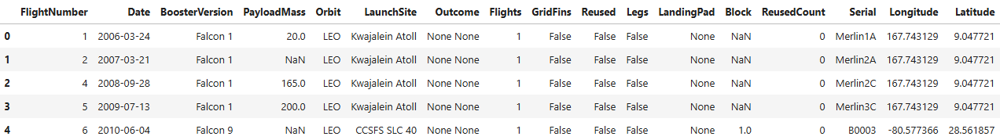 FlightNumber Date BoosterVersion PayloadMass Orbit LaunchSite Outcome Flights GridFins Reused Legs LandingPad Block ReusedCount Serial Longitude Latitude
0 1 2006-03-24 Falcon 1 20.0 LEO Kwajalein Atoll None None 1 False False False None NaN 0 Merlin1A 167.743129 9.047721
1 2 2007-03-21 Falcon 1 NaN LEO Kwajalein Atoll None None 1 False False False None NaN 0 Merlin2A 167.743129 9.047721
2 4 2008-09-28 Falcon 1 165.0 LEO Kwajalein Atoll None None 1 False False False None NaN 0 Merlin2C 167.743129 9.047721
3 5 2009-07-13 Falcon 1 200.0 LEO Kwajalein Atoll None None 1 False False False None NaN 0 Merlin3C 167.743129 9.047721
4 6 2010-06-04 Falcon 9 NaN LEO CCSFS SLC 40 None None 1 False False False None 1.0 0 B0003 -80.577366 28.561857